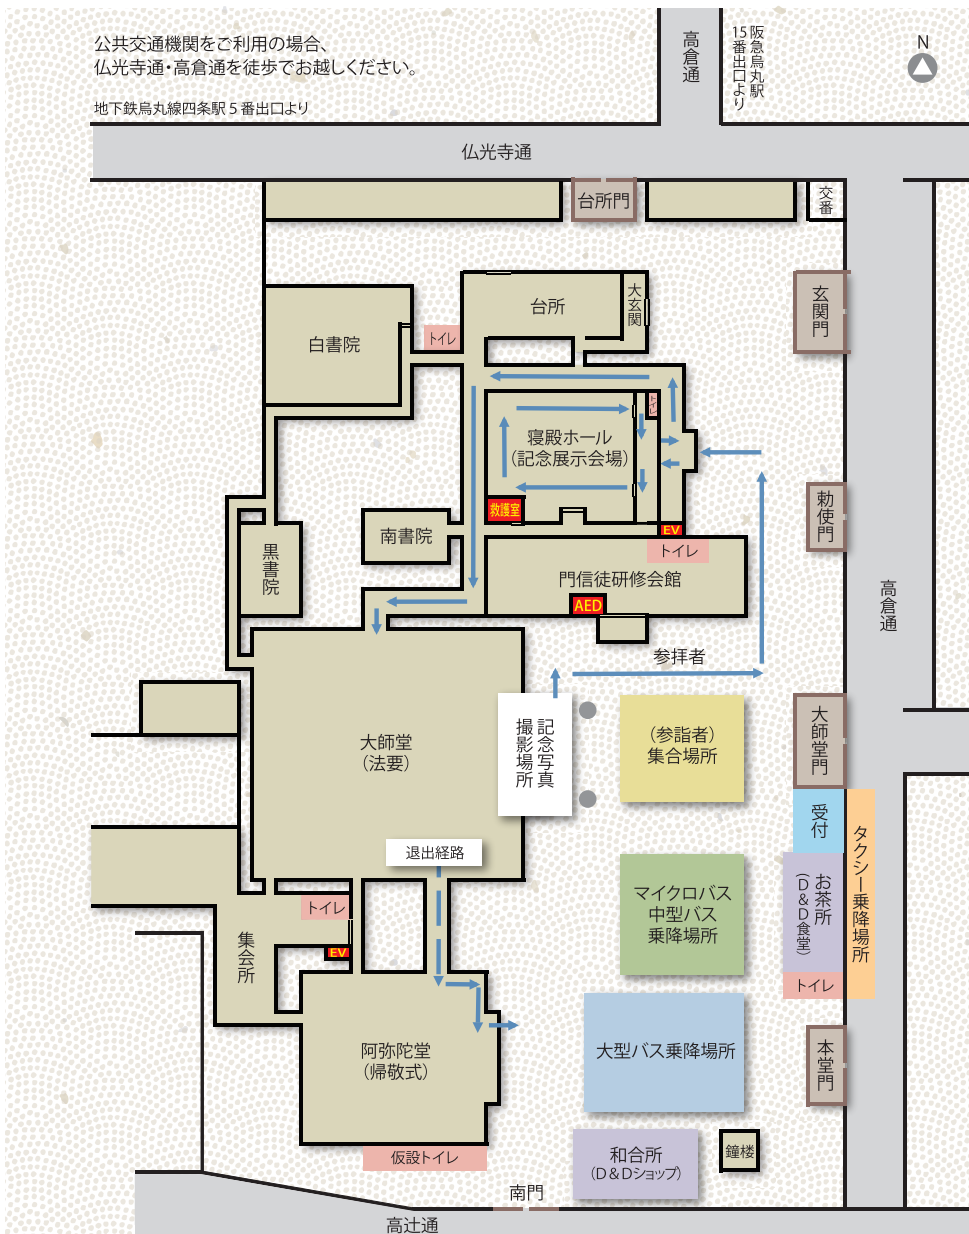 公共交通機関をご利用の場合、
仏光寺通・高倉通を徒歩でお越しください。
地下鉄烏丸線四条駅5番出口より
高倉通
阪急烏丸駅
15番出口より
N
仏光寺通
台所門
交番
台所
大玄関
玄関門
白書院
トイレ
トイレ
寝殿ホール
(記念展示会場)
救護室
EV
勅使門
南書院
トイレ
黒書院
門信徒研修会館
AED
高倉通
参拝者
記念写真
撮影場所
(参詣者)
集合場所
大師堂門
大師堂
(法要)
受付
タクシー乗降場所
退出経路
マイクロバス
中型バス
乗降場所
お茶所
(D&D食堂)
トイレ
トイレ
集会所
EV
大型バス乗降場所
阿弥陀堂
(帰敬式)
本堂門
仮設トイレ
和合所
(D&Dショップ)
鐘楼
南門
高辻通